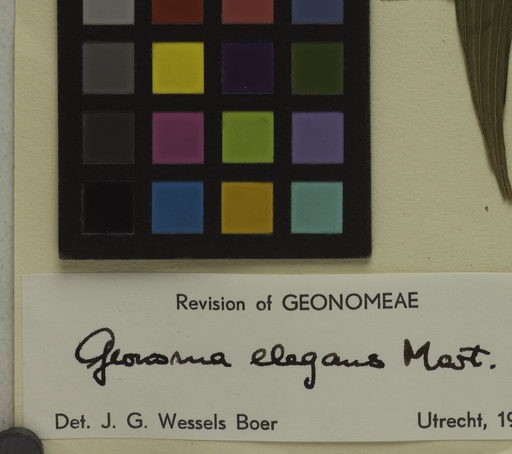 Revision of GEONOMEAE
Geonoma elegans Mart.
Det. J. G. Wessels Boer
Utrecht, 19